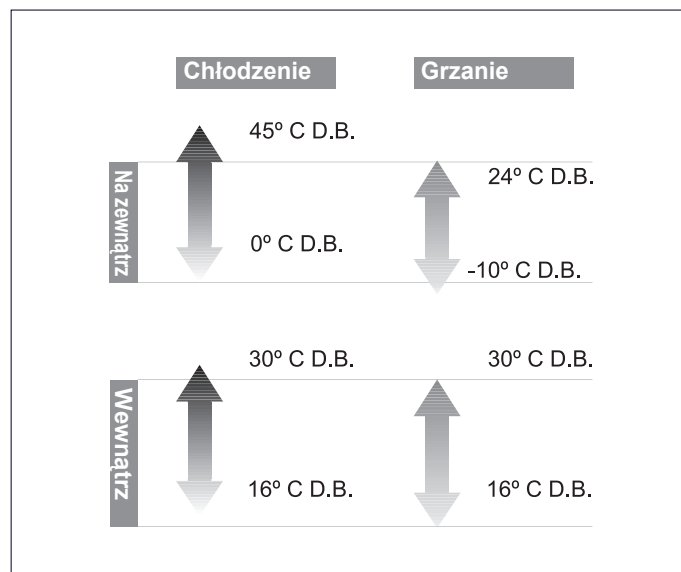 Chłodzenie
Grzanie
Na zewnątrz
45º C D.B.
24º C D.B.
0º C D.B.
-10º C D.B.
Wewnątrz
30º C D.B.
30º C D.B.
16º C D.B.
16º C D.B.